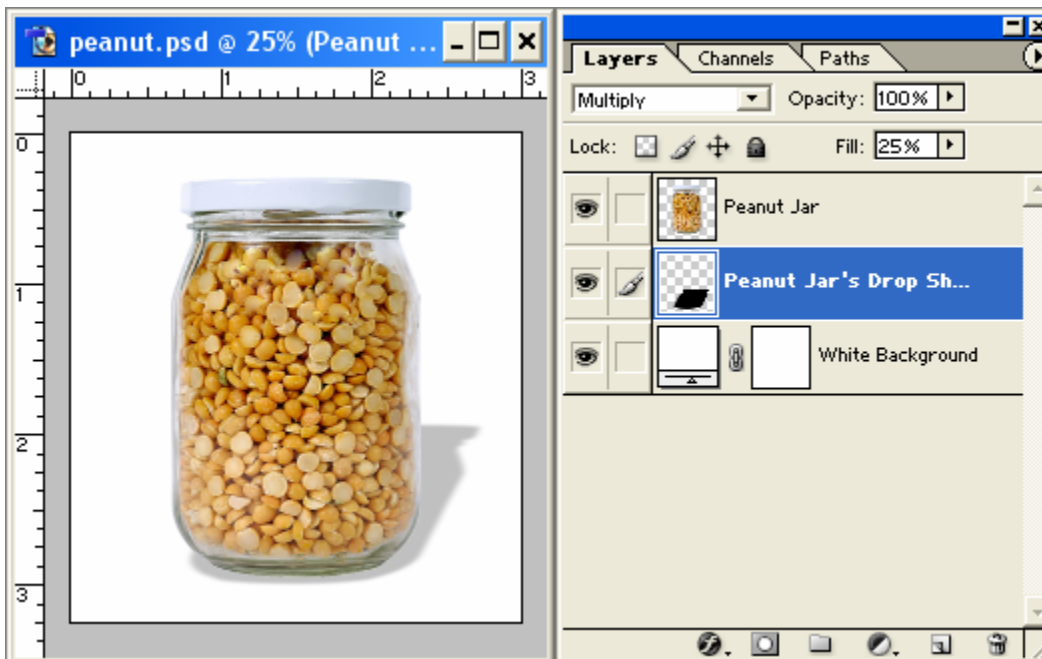 peanut.psd @ 25% (Peanut ...
0 1 2 3
0
1
2
3
Layers Channels Paths
Multiply Opacity: 100%
Lock: Fill: 25%
Peanut Jar
Peanut Jar's Drop Sh...
White Background